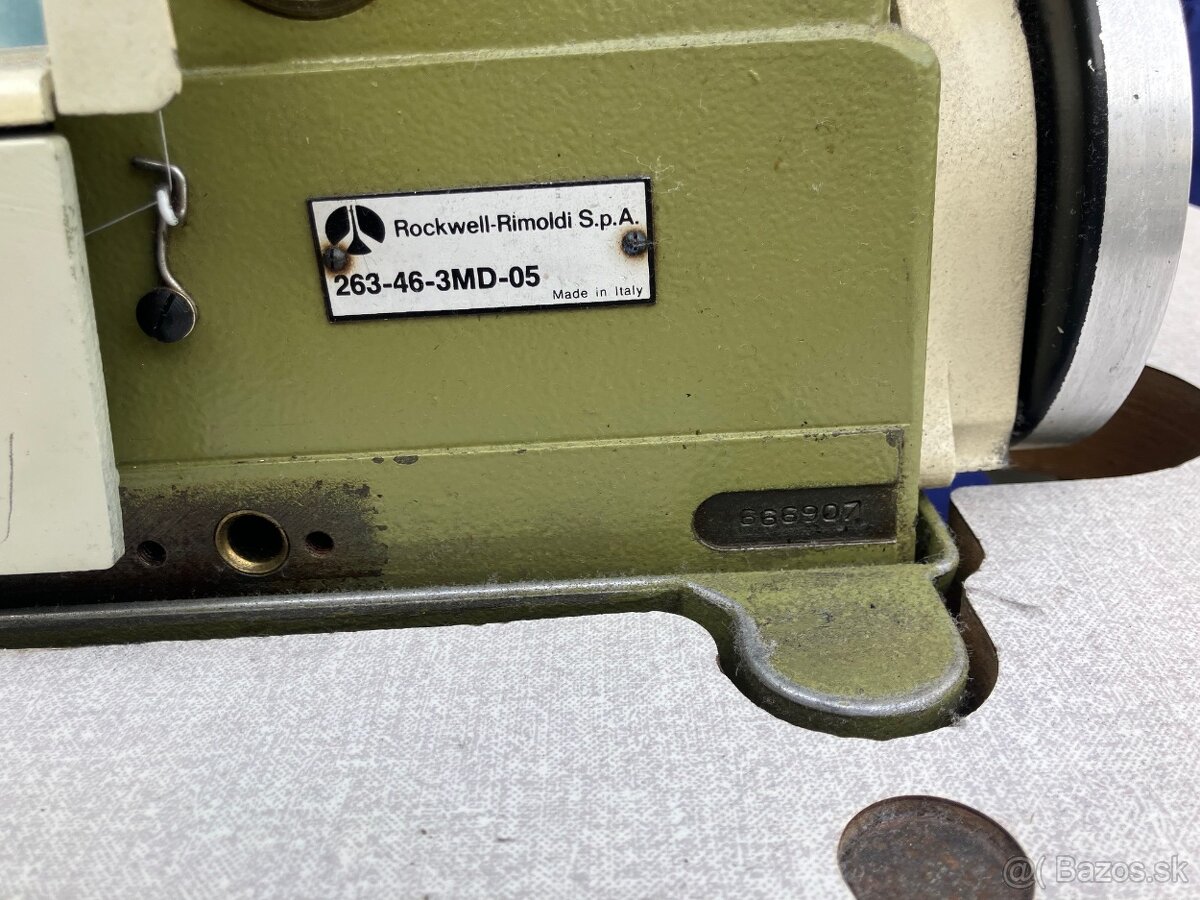 Rockwell-Rimoldi S.p.A.
263-46-3MD-05
Made in Italy
668907
@( Bazos.sk